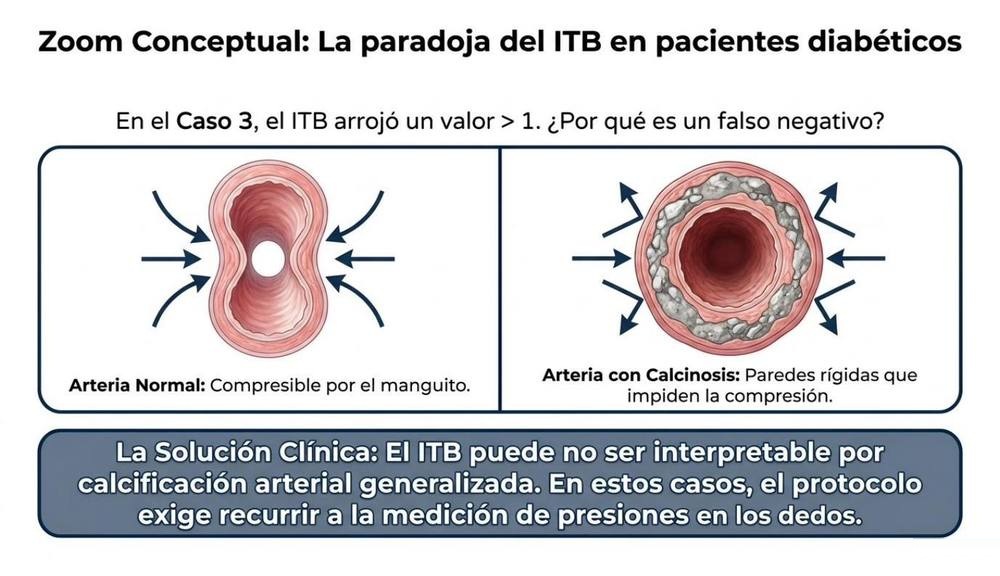 Zoom Conceptual: La paradoja del ITB en pacientes diabéticos
En el Caso 3, el ITB arrojó un valor > 1. ¿Por qué es un falso negativo?
Arteria Normal: Compresible por el manguito.
Arteria con Calcinosis: Paredes rígidas que
impiden la compresión.
La Solución Clínica: El ITB puede no ser interpretable por
calcificación arterial generalizada. En estos casos, el protocolo
exige recurrir a la medición de presiones en los dedos.